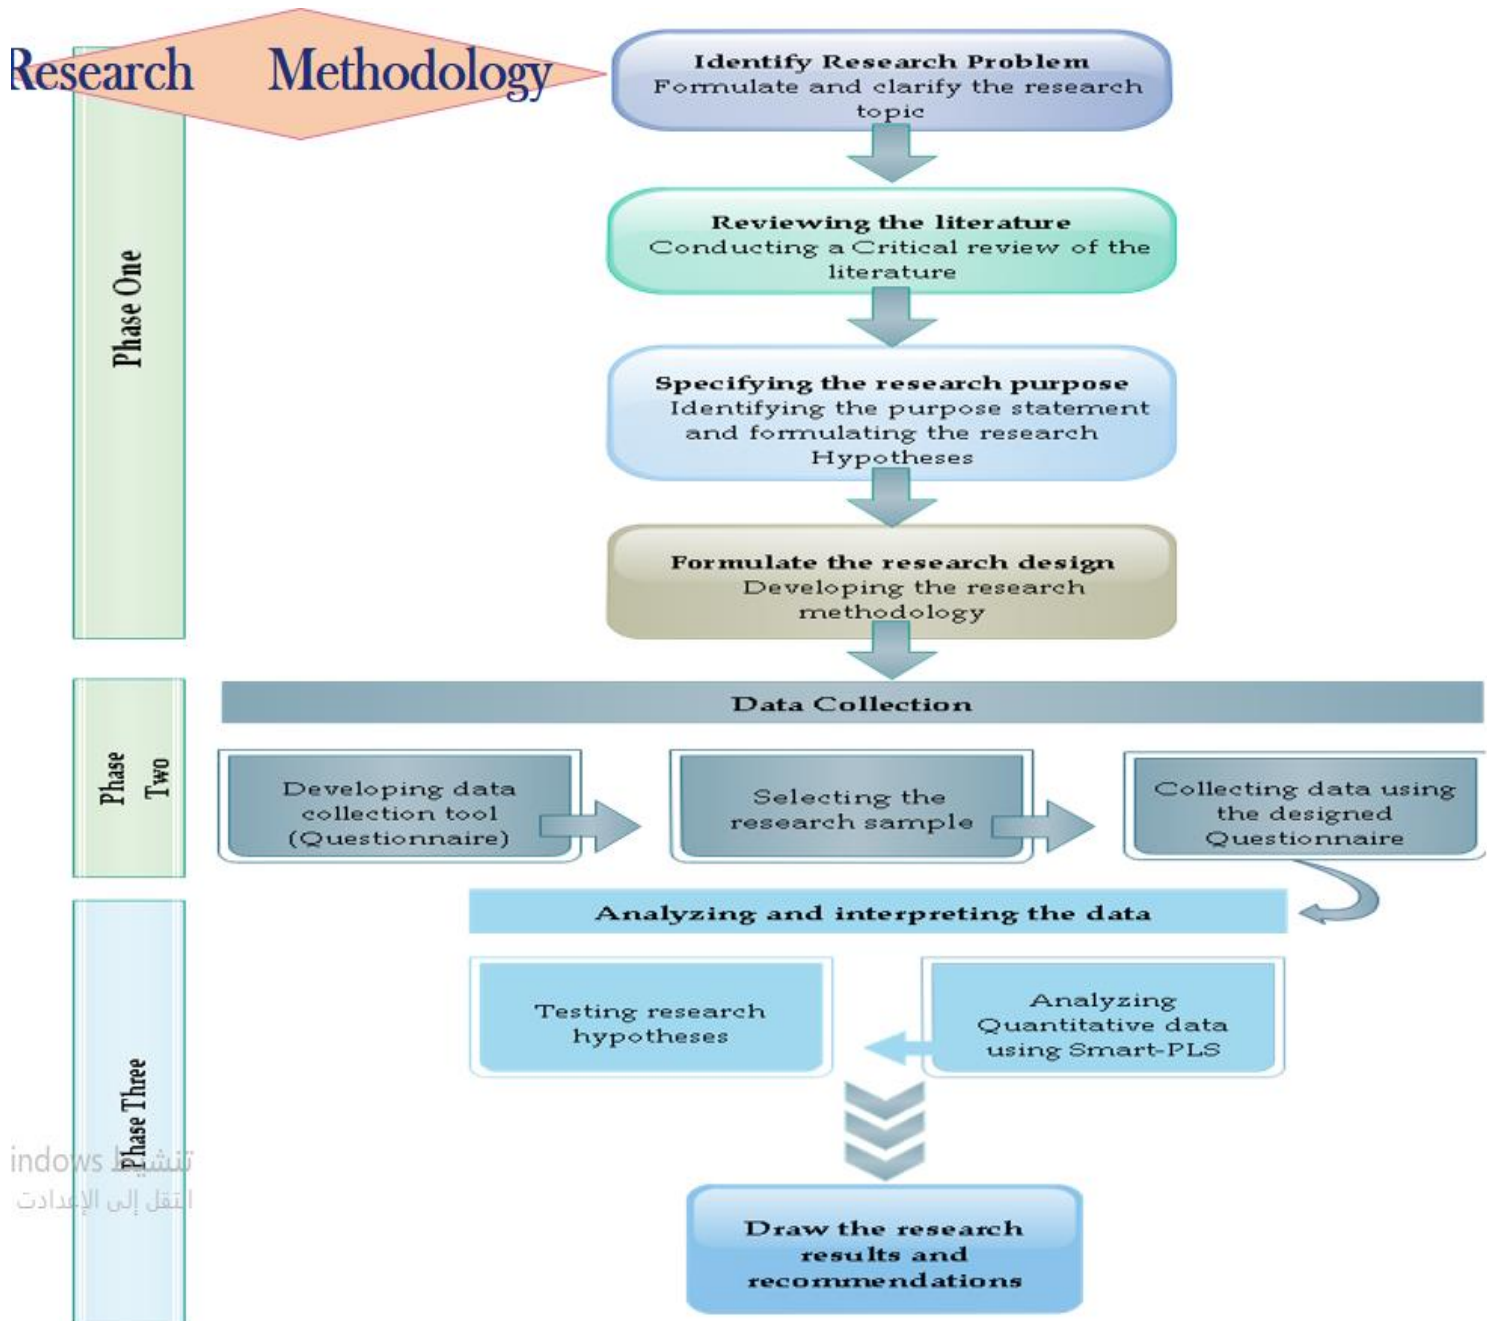 Research Methodology
Identify Research Problem
Formulate and clarify the research
topic
Reviewing the literature
Conducting a Critical review of the
literature
Phase One
Specifying the research purpose
Identifying the purpose statement
and formulating the research
Hypotheses
Formulate the research design
Developing the research
methodology
Data Collection
Phase
Two
Developing data
collection tool
(Questionnaire)
Selecting the
research sample
Collecting data using
the designed
Questionnaire
Analyzing and interpreting the data
Testing research
hypotheses
Analyzing
Quantitative data
using Smart-PLS
Phase Three
تنشيط indows
انتقل إلى الإعدادت
Draw the research
results and
recommendations